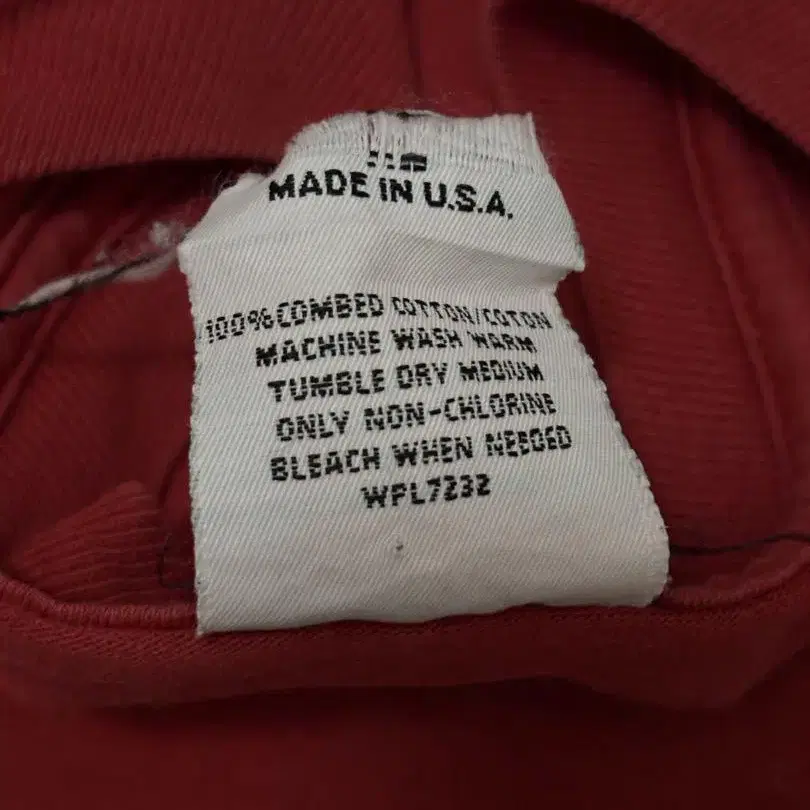 MADE IN U.S.A.
100% COMBED COTTON/COTON
MACHINE WASH WARM
TUMBLE DRY MEDIUM
ONLY NON-CHLORINE
BLEACH WHEN NEEDED
WPL7232